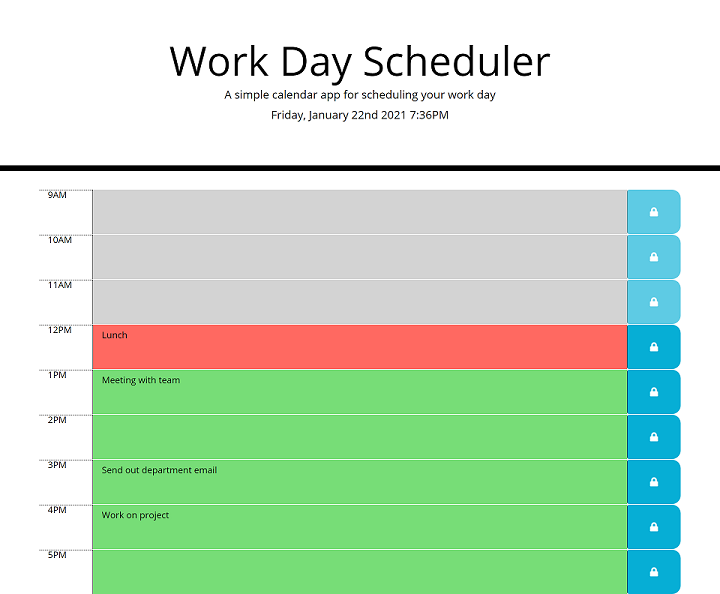 Work Day Scheduler
A simple calendar app for scheduling your work day
Friday, January 22nd 2021 7:36PM
9AM
10AM
11AM
12PM Lunch
1PM Meeting with team
2PM
3PM Send out department email
4PM Work on project
5PM